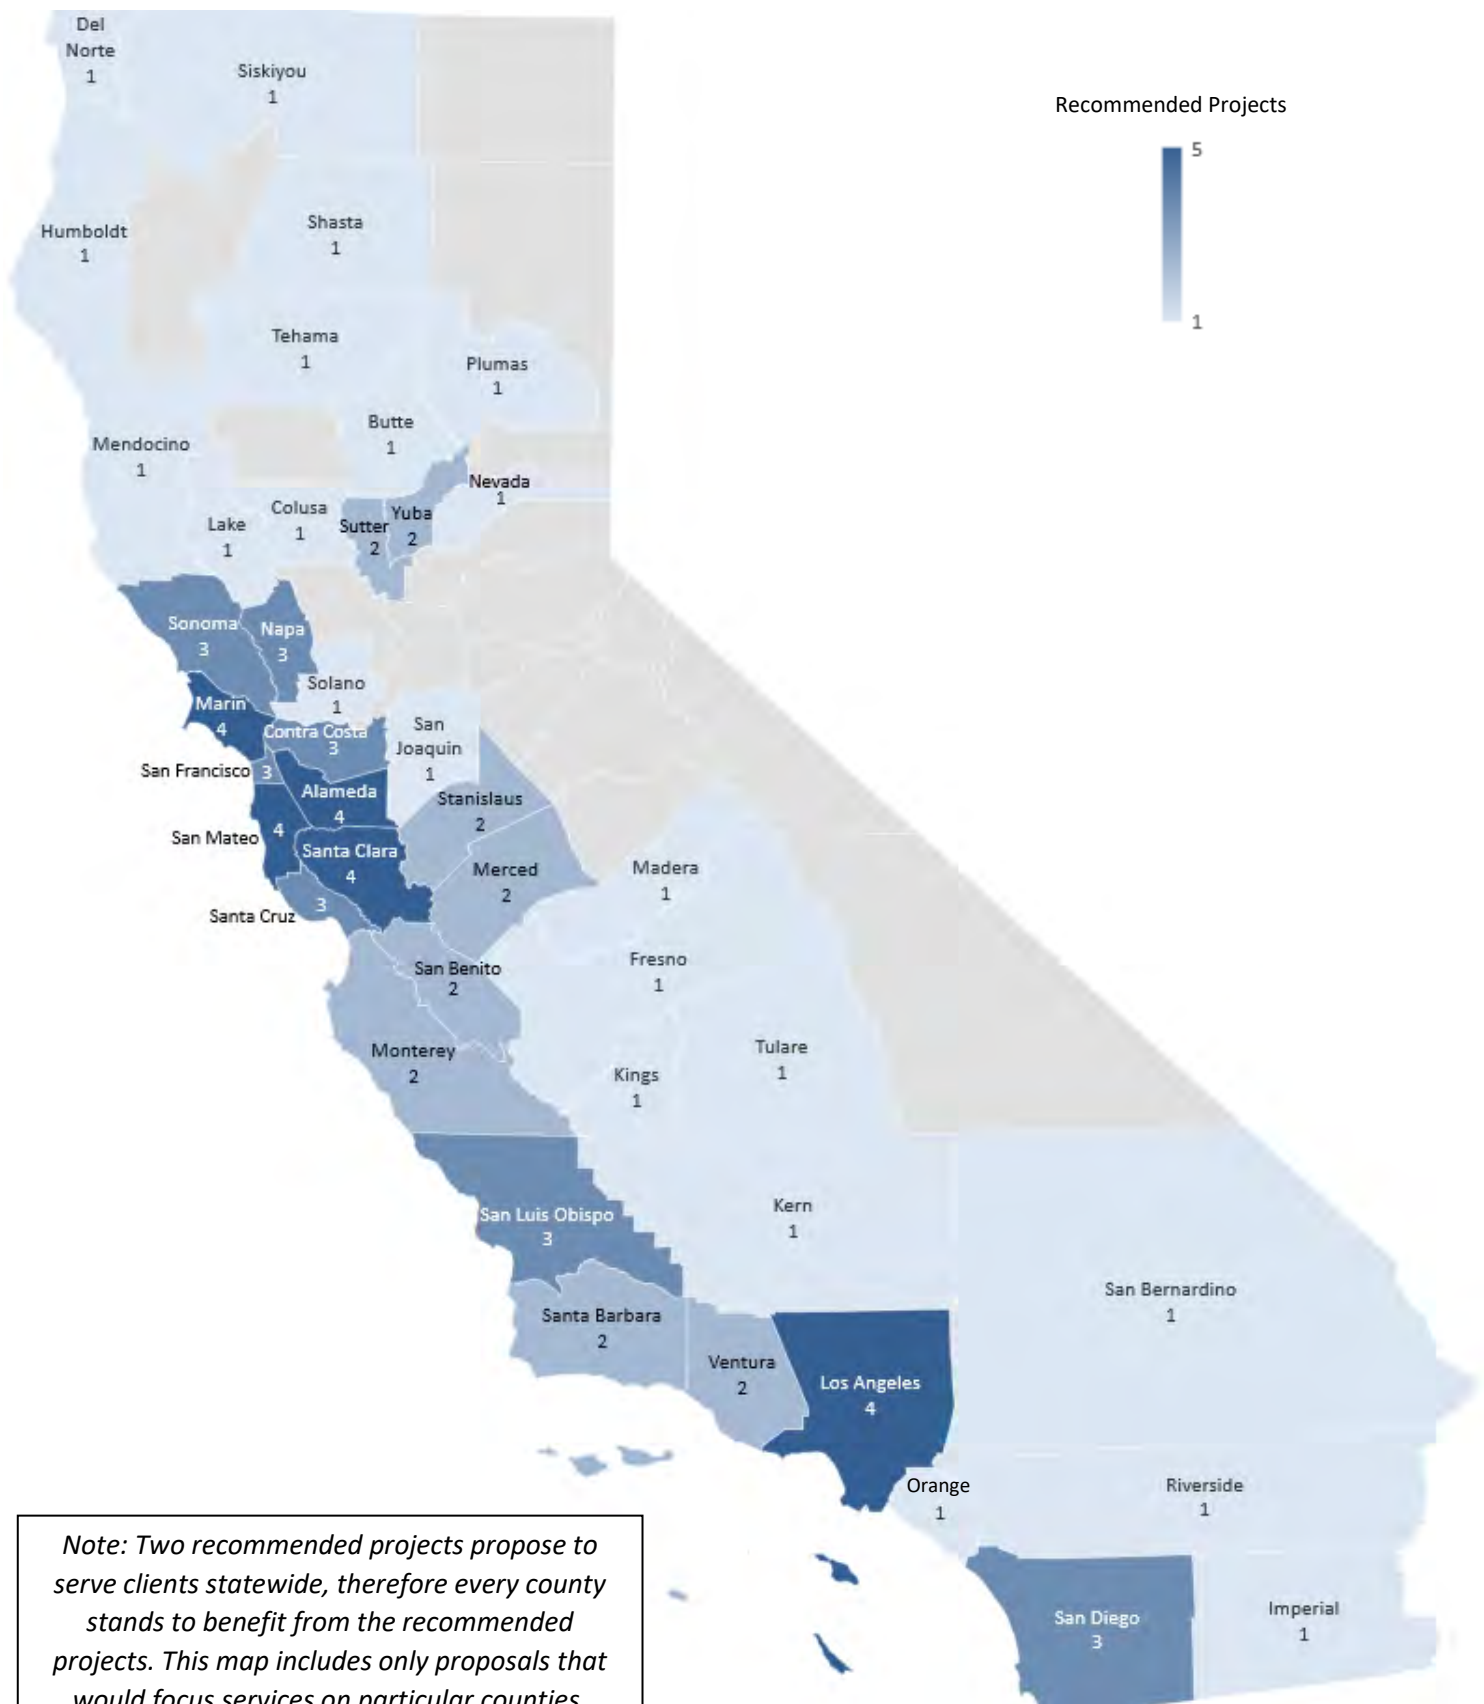 Del
Norte
1
Siskiyou
1
Recommended Projects
5
1
Humboldt
1
Shasta
1
Tehama
1
Plumas
1
Butte
1
Mendocino
1
Nevada
1
Colusa
1
Lake
1
Sutter
2
Yuba
2
Sonoma
3
Napa
3
Solano
1
Marin
4
Contra Costa
3
San
Joaquin
1
San Francisco
3
Alameda
4
Stanislaus
2
San Mateo
4
Santa Clara
4
Merced
2
Madera
1
Santa Cruz
3
San Benito
2
Fresno
1
Monterey
2
Kings
1
Tulare
1
San Luis Obispo
3
Kern
1
San Bernardino
1
Santa Barbara
2
Ventura
2
Los Angeles
4
Orange
1
Riverside
1
San Diego
3
Imperial
1
Note: Two recommended projects propose to
serve clients statewide, therefore every county
stands to benefit from the recommended
projects. This map includes only proposals that
would focus services on particular counties